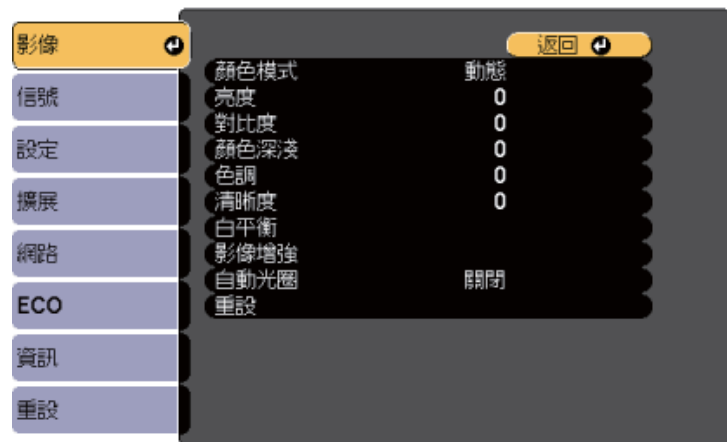 影像
信號
設定
擴展
網路
ECO
資訊
重設
返回
顏色模式 動態
亮度 0
對比度 0
顏色深淺 0
色調 0
清晰度 0
白平衡
影像增強
自動光圈 關閉
重設